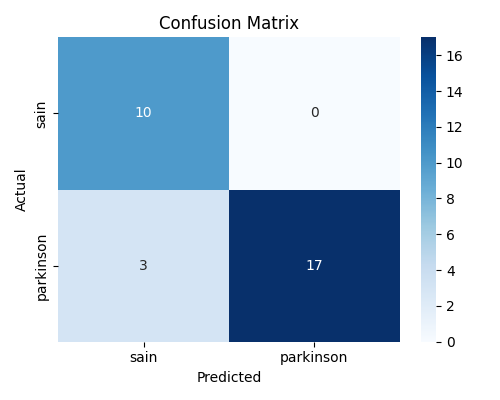 Confusion Matrix
Actual
sain
parkinson
10
0
3
17
sain
parkinson
Predicted
16
14
12
10
8
6
4
2
0